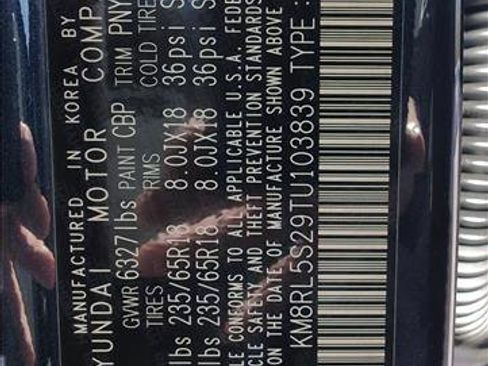 MANUFACTURED IN KOREA BY
YUNDAI MOTOR COMP
GVWR 6327lbs PAINT CBP TRIM PNY
TIRES RIMS COLD TIRE
lbs 235/65R18 8.0JX18 36psi S
lbs 235/65R18 8.0JX18 36psi S
LE CONFORMS TO ALL APPLICABLE U.S.A. FEDE
CLE SAFETY AND THEFT PREVENTION STANDARDS
ON THE DATE OF MANUFACTURE SHOWN ABOVE
KM8RL5S29TU103839 TYPE :